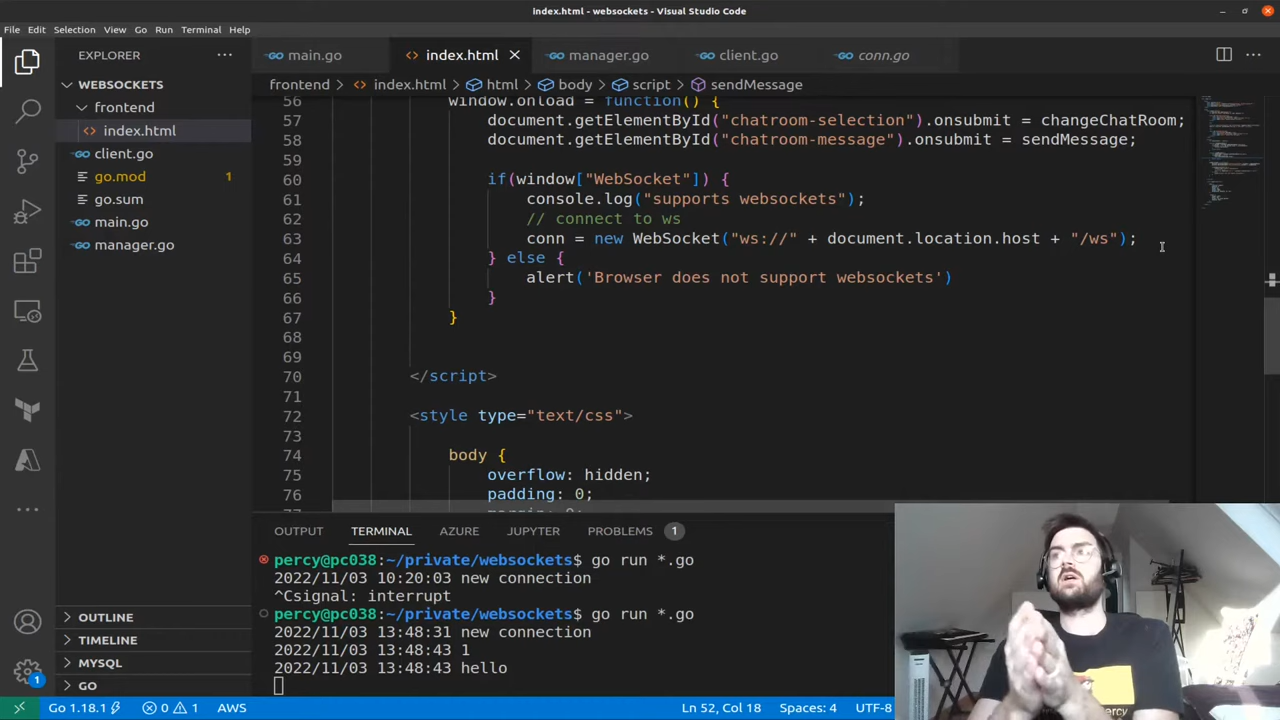 index.html - websockets - Visual Studio Code
File Edit Selection View Go Run Terminal Help
EXPLORER
main.go
index.html
manager.go
client.go
conn.go
WEBSOCKETS
frontend
index.html
client.go
go.mod 1
go.sum
main.go
manager.go
OUTLINE
TIMELINE
MYSQL
GO
1
frontend > index.html > html > body > script > sendMessage
56 window.onload = function() {
57 document.getElementById("chatroom-selection").onsubmit = changeChatRoom;
58 document.getElementById("chatroom-message").onsubmit = sendMessage;
59
60 if(window["WebSocket"]) {
61 console.log("supports websockets");
62 // connect to ws
63 conn = new WebSocket("ws://" + document.location.host + "/ws");
64 } else {
65 alert('Browser does not support websockets')
66 }
67 }
68
69
70 </script>
71
72 <style type="text/css">
73
74 body {
75 overflow: hidden;
76 padding: 0;
OUTPUT TERMINAL AZURE JUPYTER PROBLEMS 1
percy@pc038:~/private/websockets$ go run *.go
2022/11/03 10:20:03 new connection
^Csignal: interrupt
percy@pc038:~/private/websockets$ go run *.go
2022/11/03 13:48:31 new connection
2022/11/03 13:48:43 1
2022/11/03 13:48:43 hello
Go 1.18.1 0 1 AWS Ln 52, Col 18 Spaces: 4 UTF-8